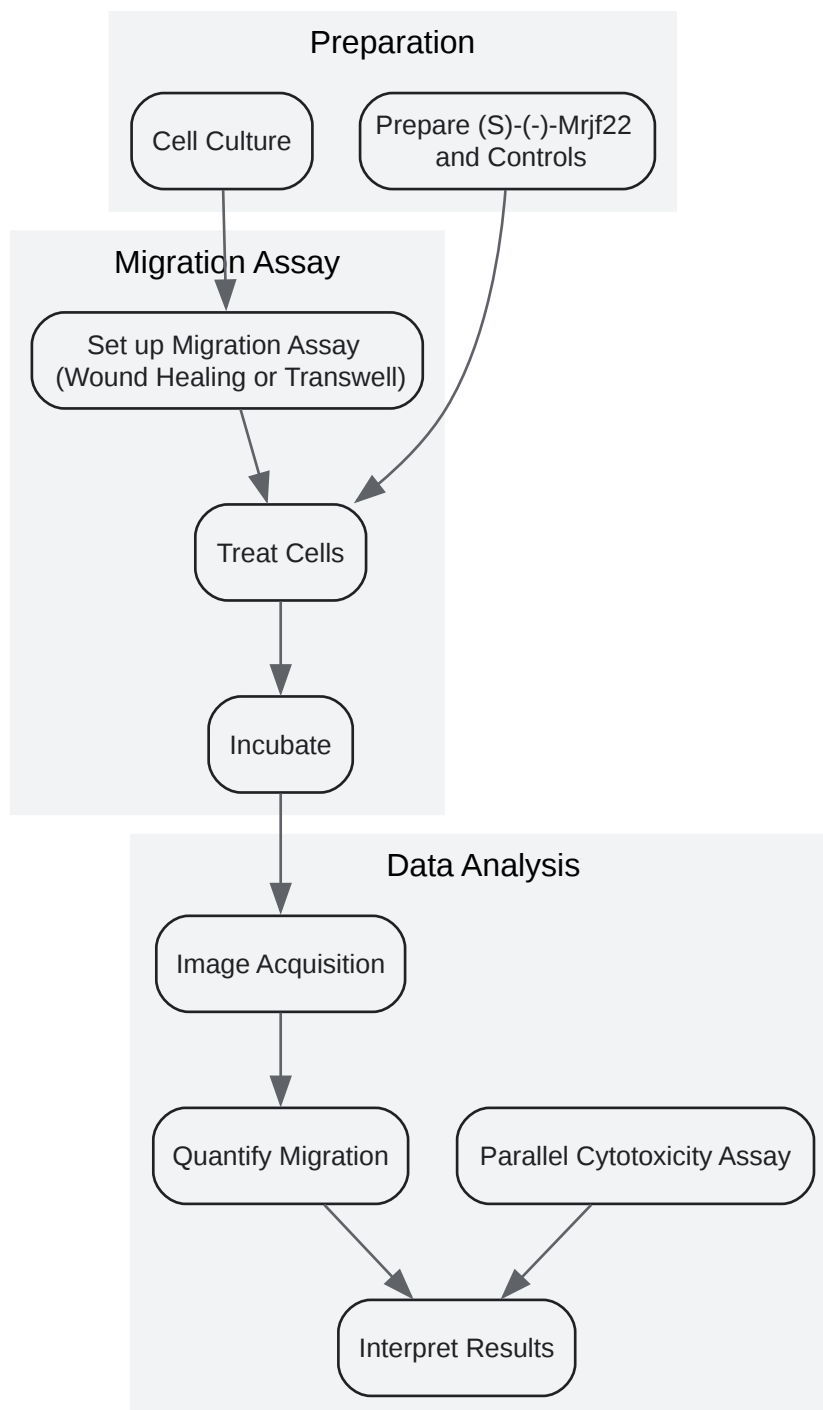 Preparation
Cell Culture
Prepare (S)-(-)-Mrjf22
and Controls
Migration Assay
Set up Migration Assay
(Wound Healing or Transwell)
Treat Cells
Incubate
Data Analysis
Image Acquisition
Quantify Migration
Parallel Cytotoxicity Assay
Interpret Results